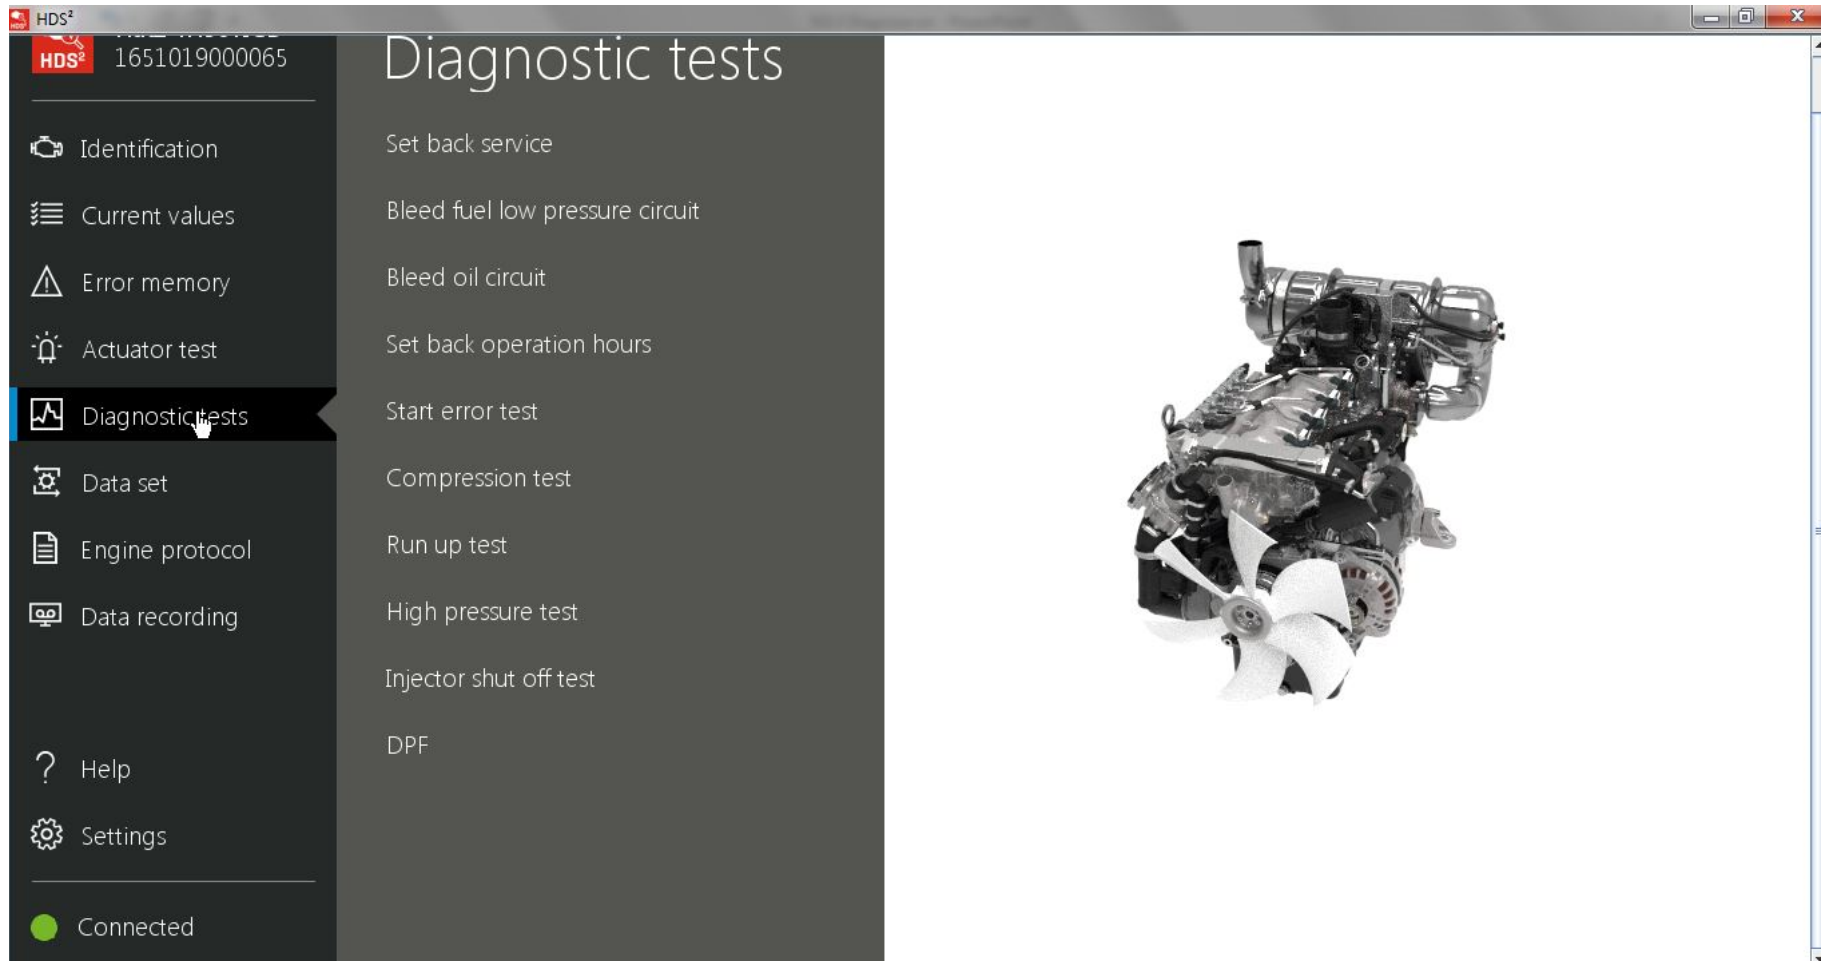 HDS²
HDS²
1651019000065
Identification
Current values
Error memory
Actuator test
Diagnostic tests
Data set
Engine protocol
Data recording
Help
Settings
Connected
Diagnostic tests
Set back service
Bleed fuel low pressure circuit
Bleed oil circuit
Set back operation hours
Start error test
Compression test
Run up test
High pressure test
Injector shut off test
DPF